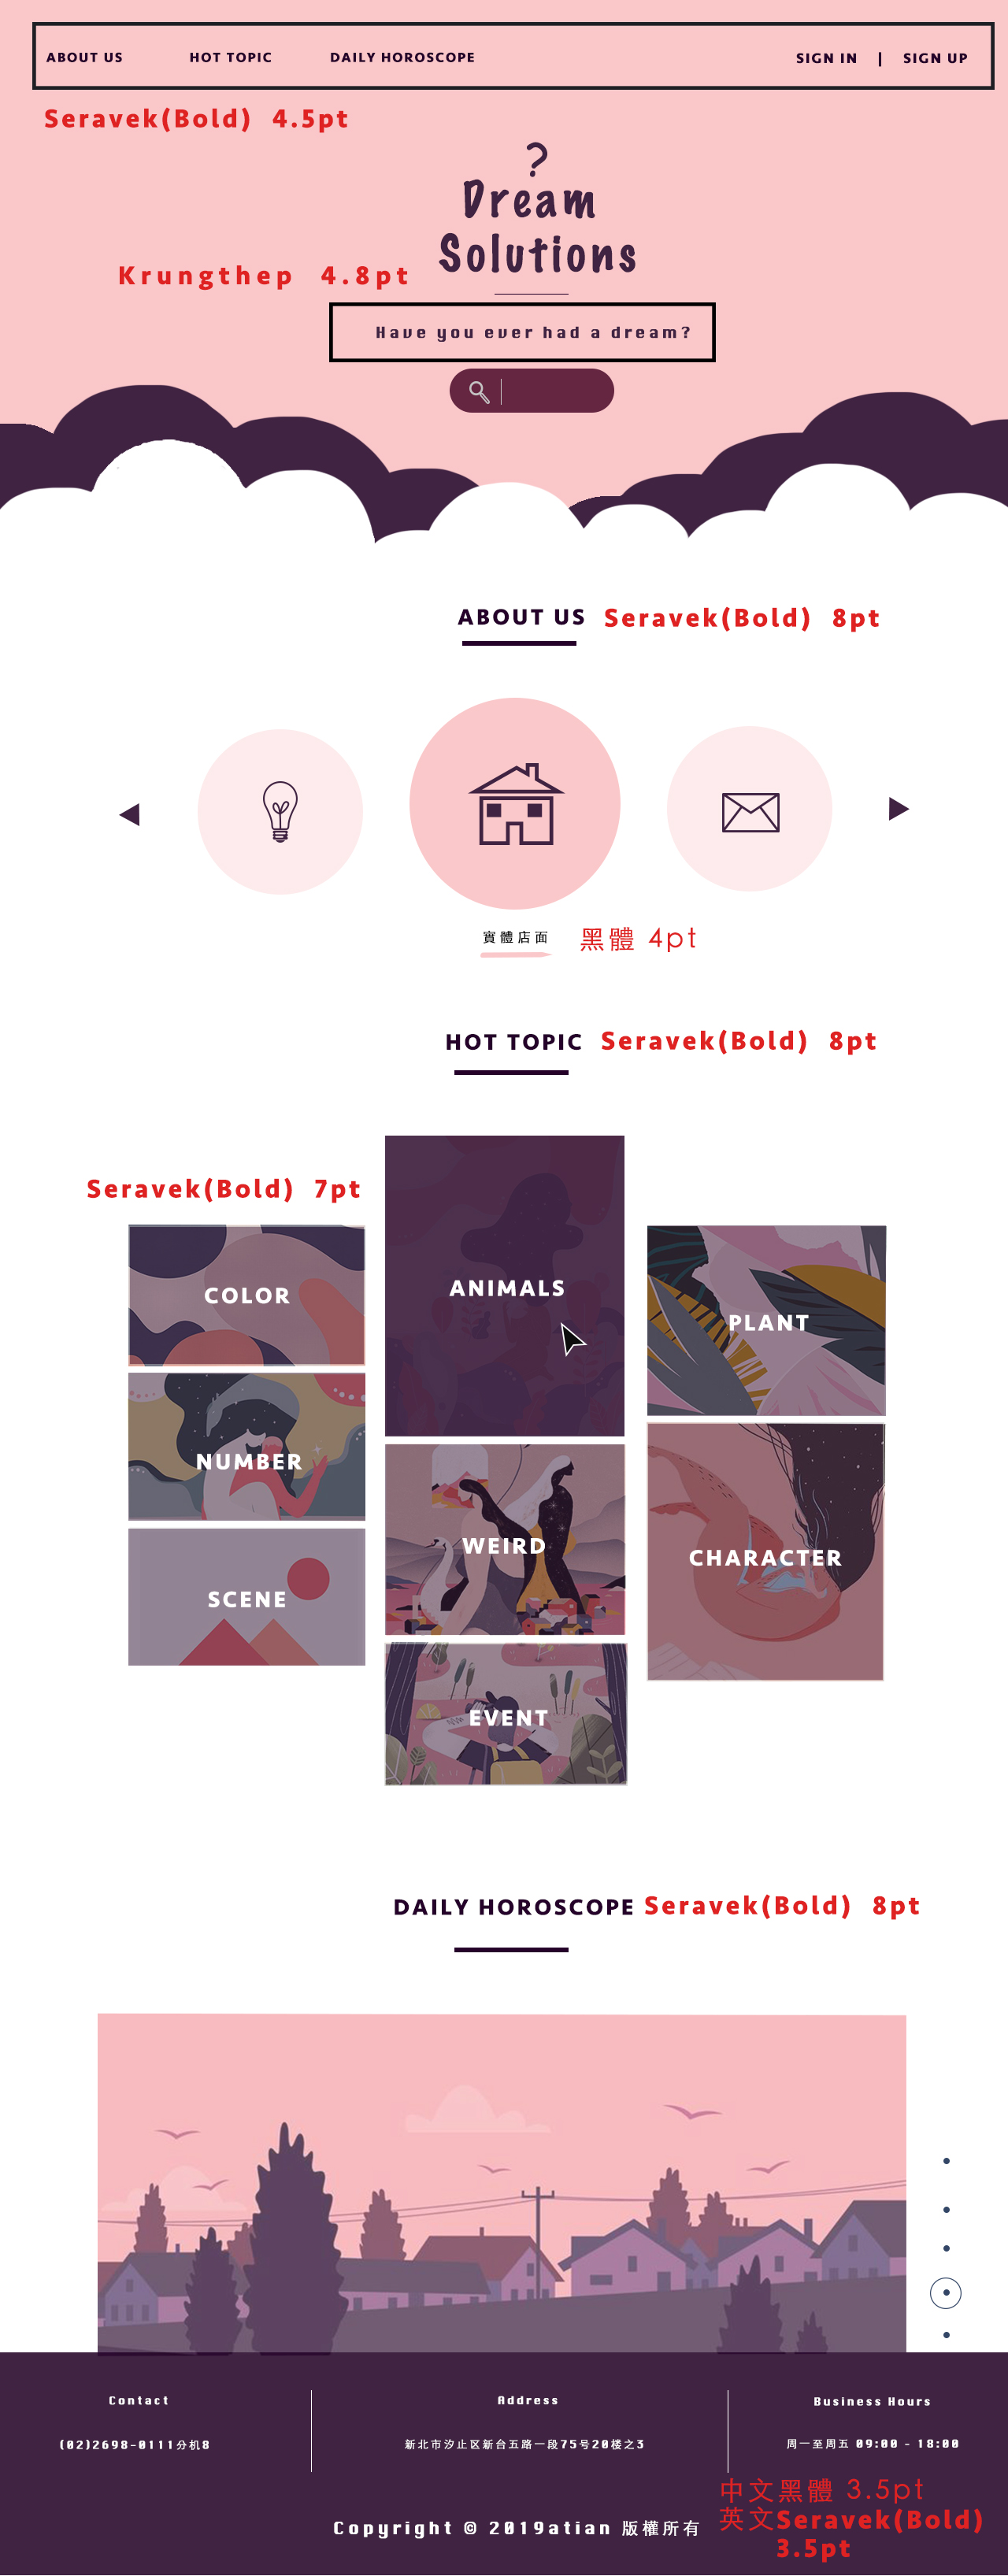 ABOUT US HOT TOPIC DAILY HOROSCOPE SIGN IN | SIGN UP
Seravek(Bold) 4.5pt
?
Dream
Solutions
Krungthep 4.8pt
Have you ever had a dream?
ABOUT US Seravek(Bold) 8pt
實體店面 黑體 4pt
HOT TOPIC Seravek(Bold) 8pt
Seravek(Bold) 7pt
COLOR
ANIMALS
PLANT
NUMBER
WEIRD
CHARACTER
SCENE
EVENT
DAILY HOROSCOPE Seravek(Bold) 8pt
Contact Address Business Hours
(02)2698-0111分机8 新北市汐止区新台五路一段75号20楼之3 周一至周五 09:00 - 18:00
中文黑體 3.5pt
英文Seravek(Bold)
3.5pt
Copyright © 2019atian 版權所有